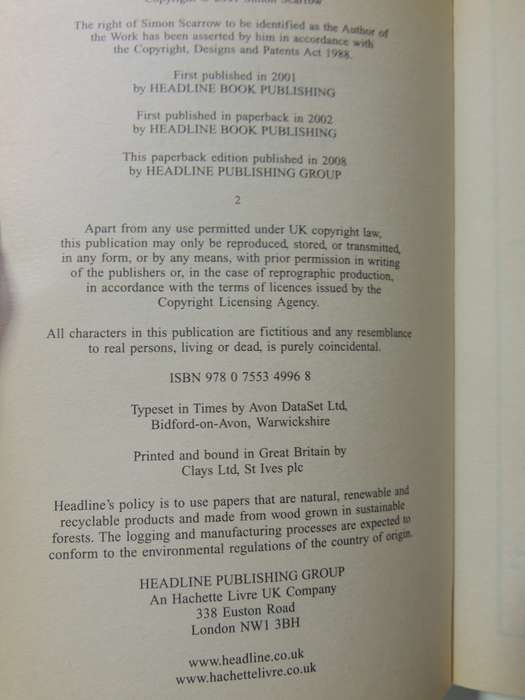 Copyright © 2001 Simon Scarrow
The right of Simon Scarrow to be identified as the Author of
the Work has been asserted by him in accordance with
the Copyright, Designs and Patents Act 1988.
First published in 2001
by HEADLINE BOOK PUBLISHING
First published in paperback in 2002
by HEADLINE BOOK PUBLISHING
This paperback edition published in 2008
by HEADLINE PUBLISHING GROUP
2
Apart from any use permitted under UK copyright law,
this publication may only be reproduced, stored, or transmitted,
in any form, or by any means, with prior permission in writing
of the publishers or, in the case of reprographic production,
in accordance with the terms of licences issued by the
Copyright Licensing Agency.
All characters in this publication are fictitious and any resemblance
to real persons, living or dead, is purely coincidental.
ISBN 978 0 7553 4996 8
Typeset in Times by Avon DataSet Ltd,
Bidford-on-Avon, Warwickshire
Printed and bound in Great Britain by
Clays Ltd, St Ives plc
Headline's policy is to use papers that are natural, renewable and
recyclable products and made from wood grown in sustainable
forests. The logging and manufacturing processes are expected to
conform to the environmental regulations of the country of origin.
HEADLINE PUBLISHING GROUP
An Hachette Livre UK Company
338 Euston Road
London NW1 3BH
www.headline.co.uk
www.hachettelivre.co.uk